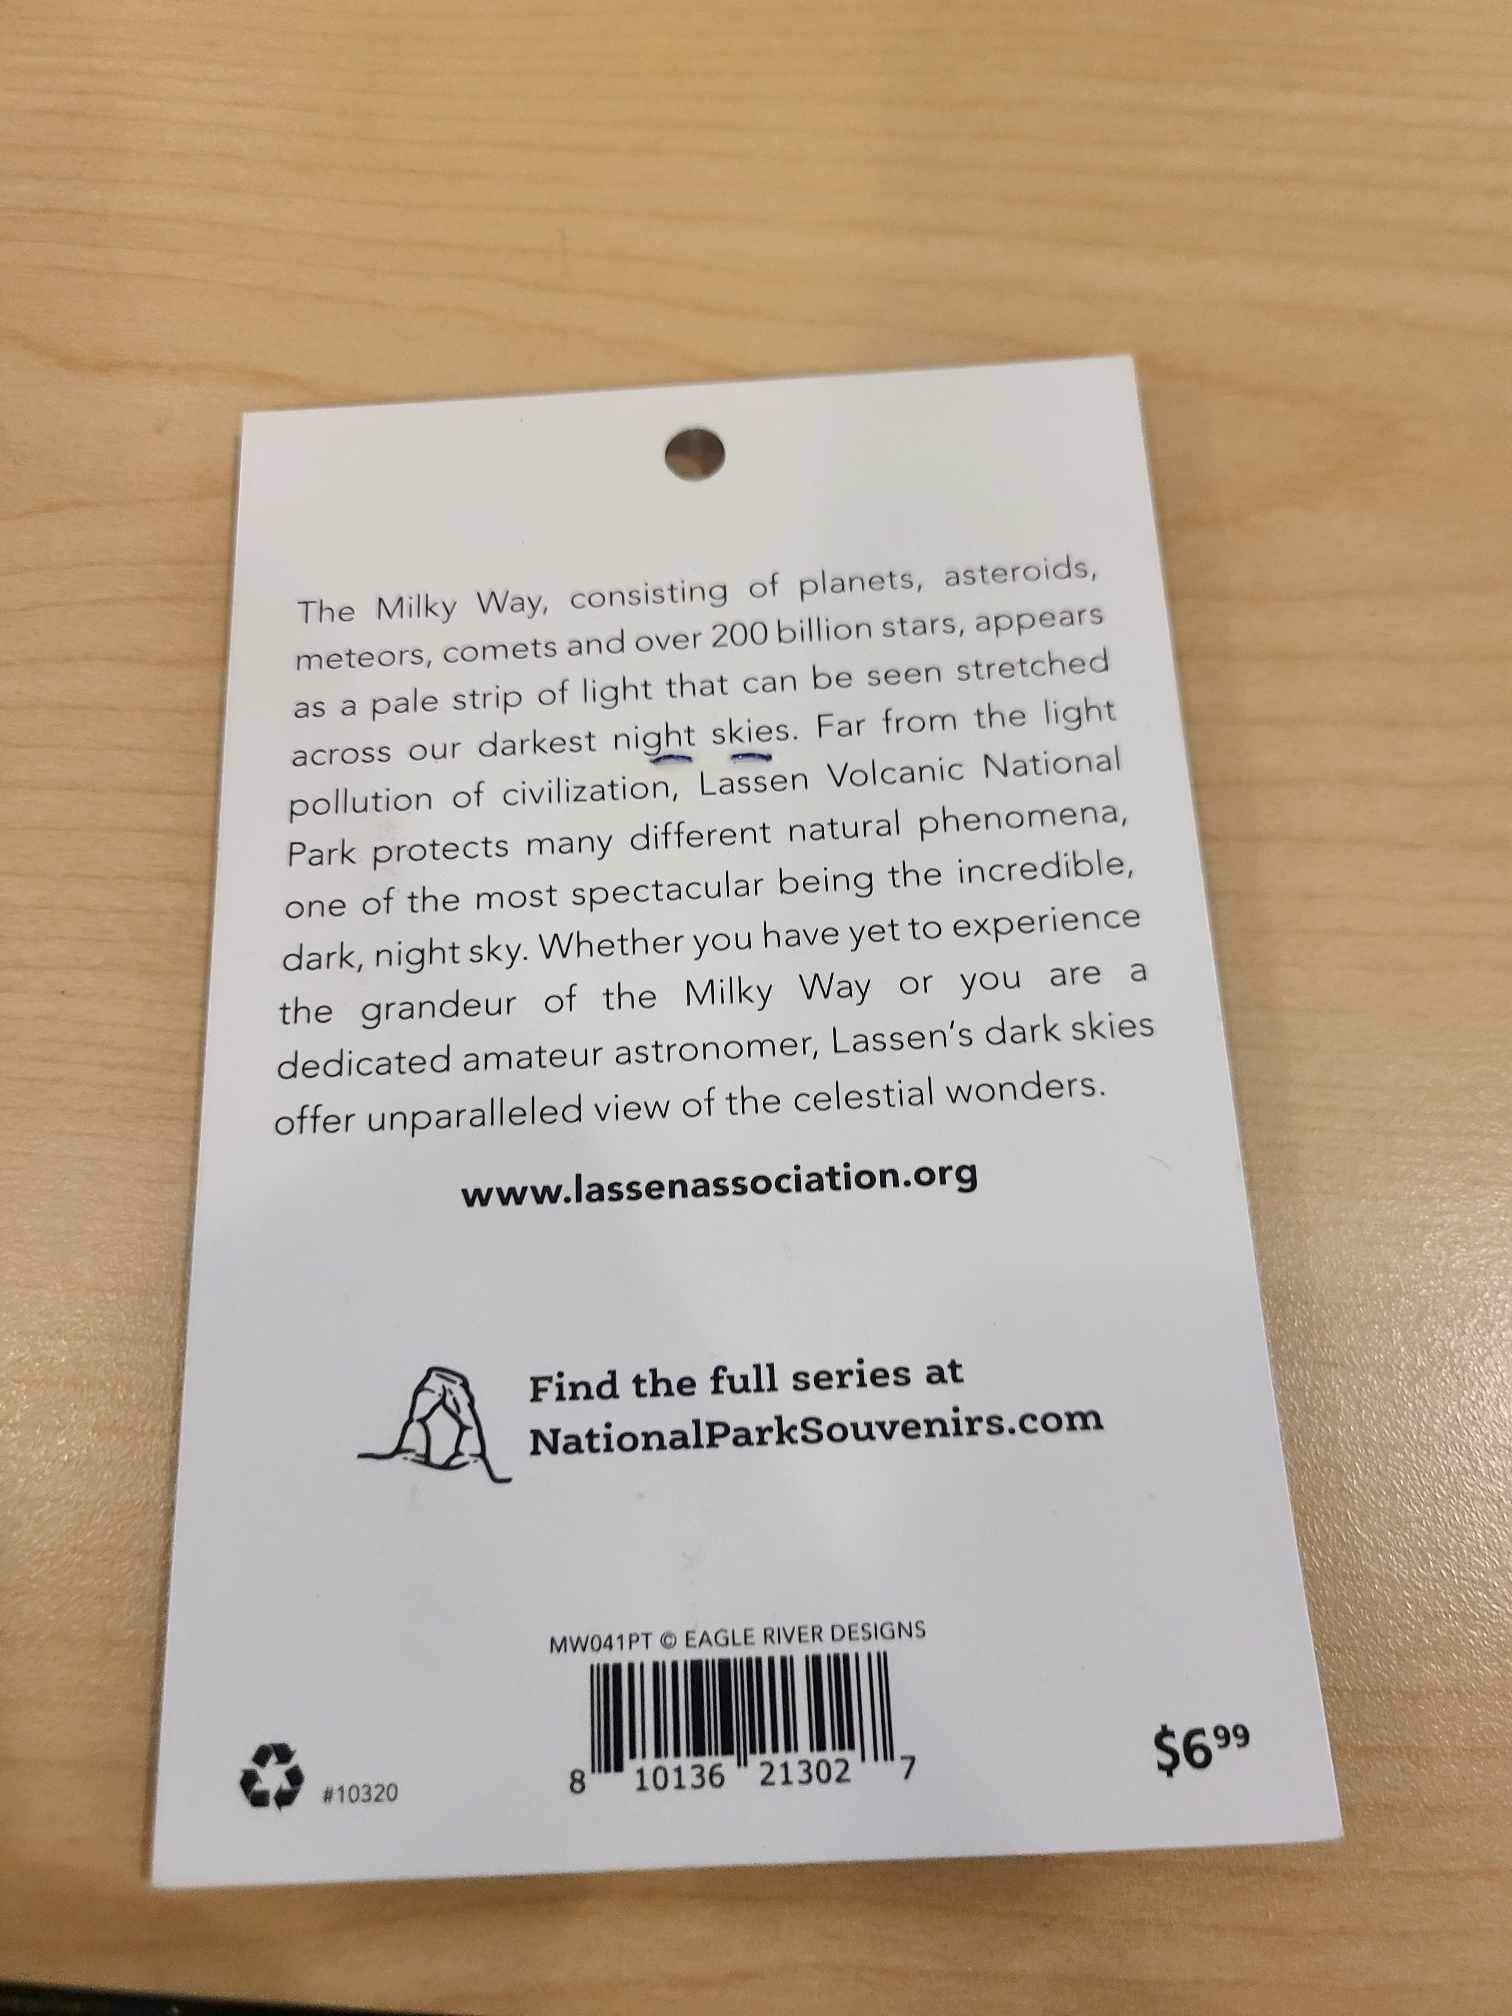 The Milky Way, consisting of planets, asteroids,
meteors, comets and over 200 billion stars, appears
as a pale strip of light that can be seen stretched
across our darkest night skies. Far from the light
pollution of civilization, Lassen Volcanic National
Park protects many different natural phenomena,
one of the most spectacular being the incredible,
dark, night sky. Whether you have yet to experience
the grandeur of the Milky Way or you are a
dedicated amateur astronomer, Lassen's dark skies
offer unparalleled view of the celestial wonders.
www.lassenassociation.org
Find the full series at
NationalParkSouvenirs.com
MW041PT © EAGLE RIVER DESIGNS
8 10136 21302 7
#10320
$6⁹⁹